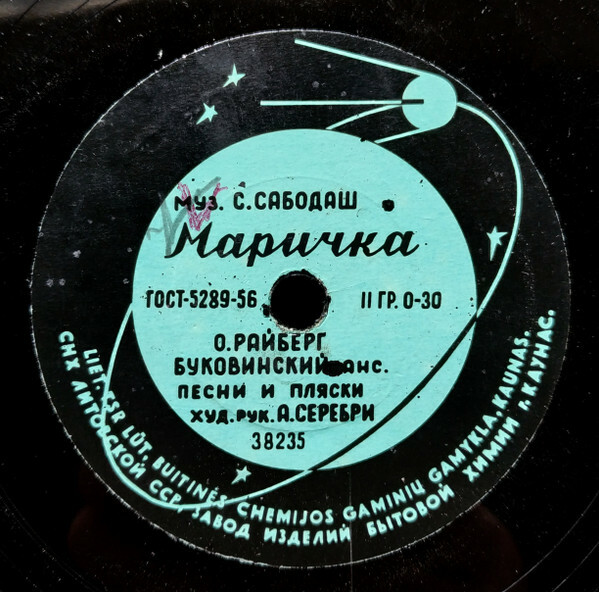 Муз. С.САБОДАШ
Маричка
ГОСТ-5289-56 II ГР. 0-30
О.РАЙБЕРГ
БУКОВИНСКИЙ анс.
ПЕСНИ И ПЛЯСКИ
ХУД.РУК.А.СЕРЕБРИ
38235
LIET. TSR LŪT. BUITINĖS CHEMIJOS GAMINIŲ GAMYKLA.KAUNAS.
СНХ ЛИТОВСКОЙ ССР. ЗАВОД ИЗДЕЛИЙ БЫТОВОЙ ХИМИИ г.КАУНАС.